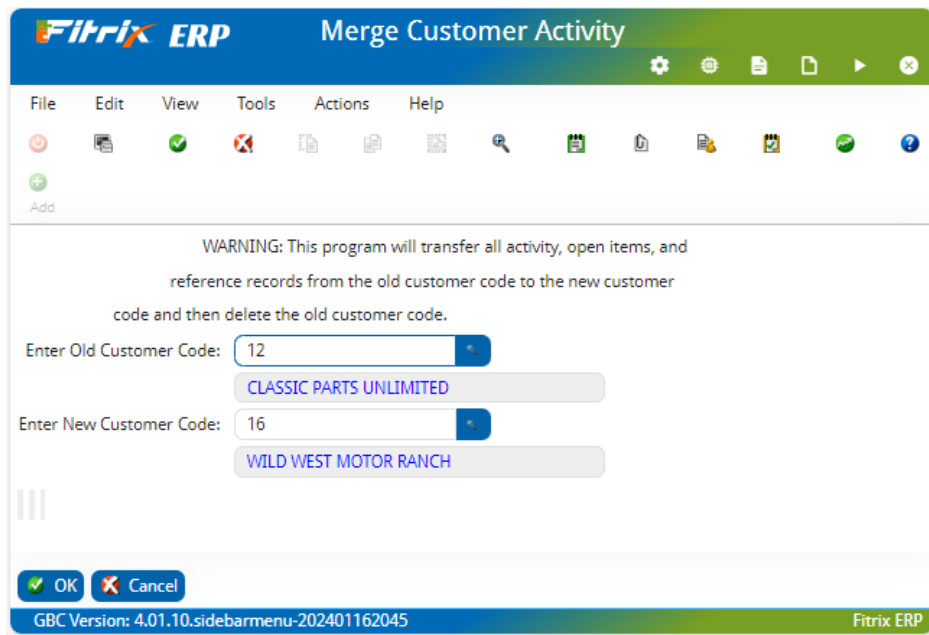 Fitrix ERP
Merge Customer Activity
File Edit View Tools Actions Help
Add
WARNING: This program will transfer all activity, open items, and
reference records from the old customer code to the new customer
code and then delete the old customer code.
Enter Old Customer Code: 12
CLASSIC PARTS UNLIMITED
Enter New Customer Code: 16
WILD WEST MOTOR RANCH
OK Cancel
GBC Version: 4.01.10.sidebarmenu-202401162045 Fitrix ERP